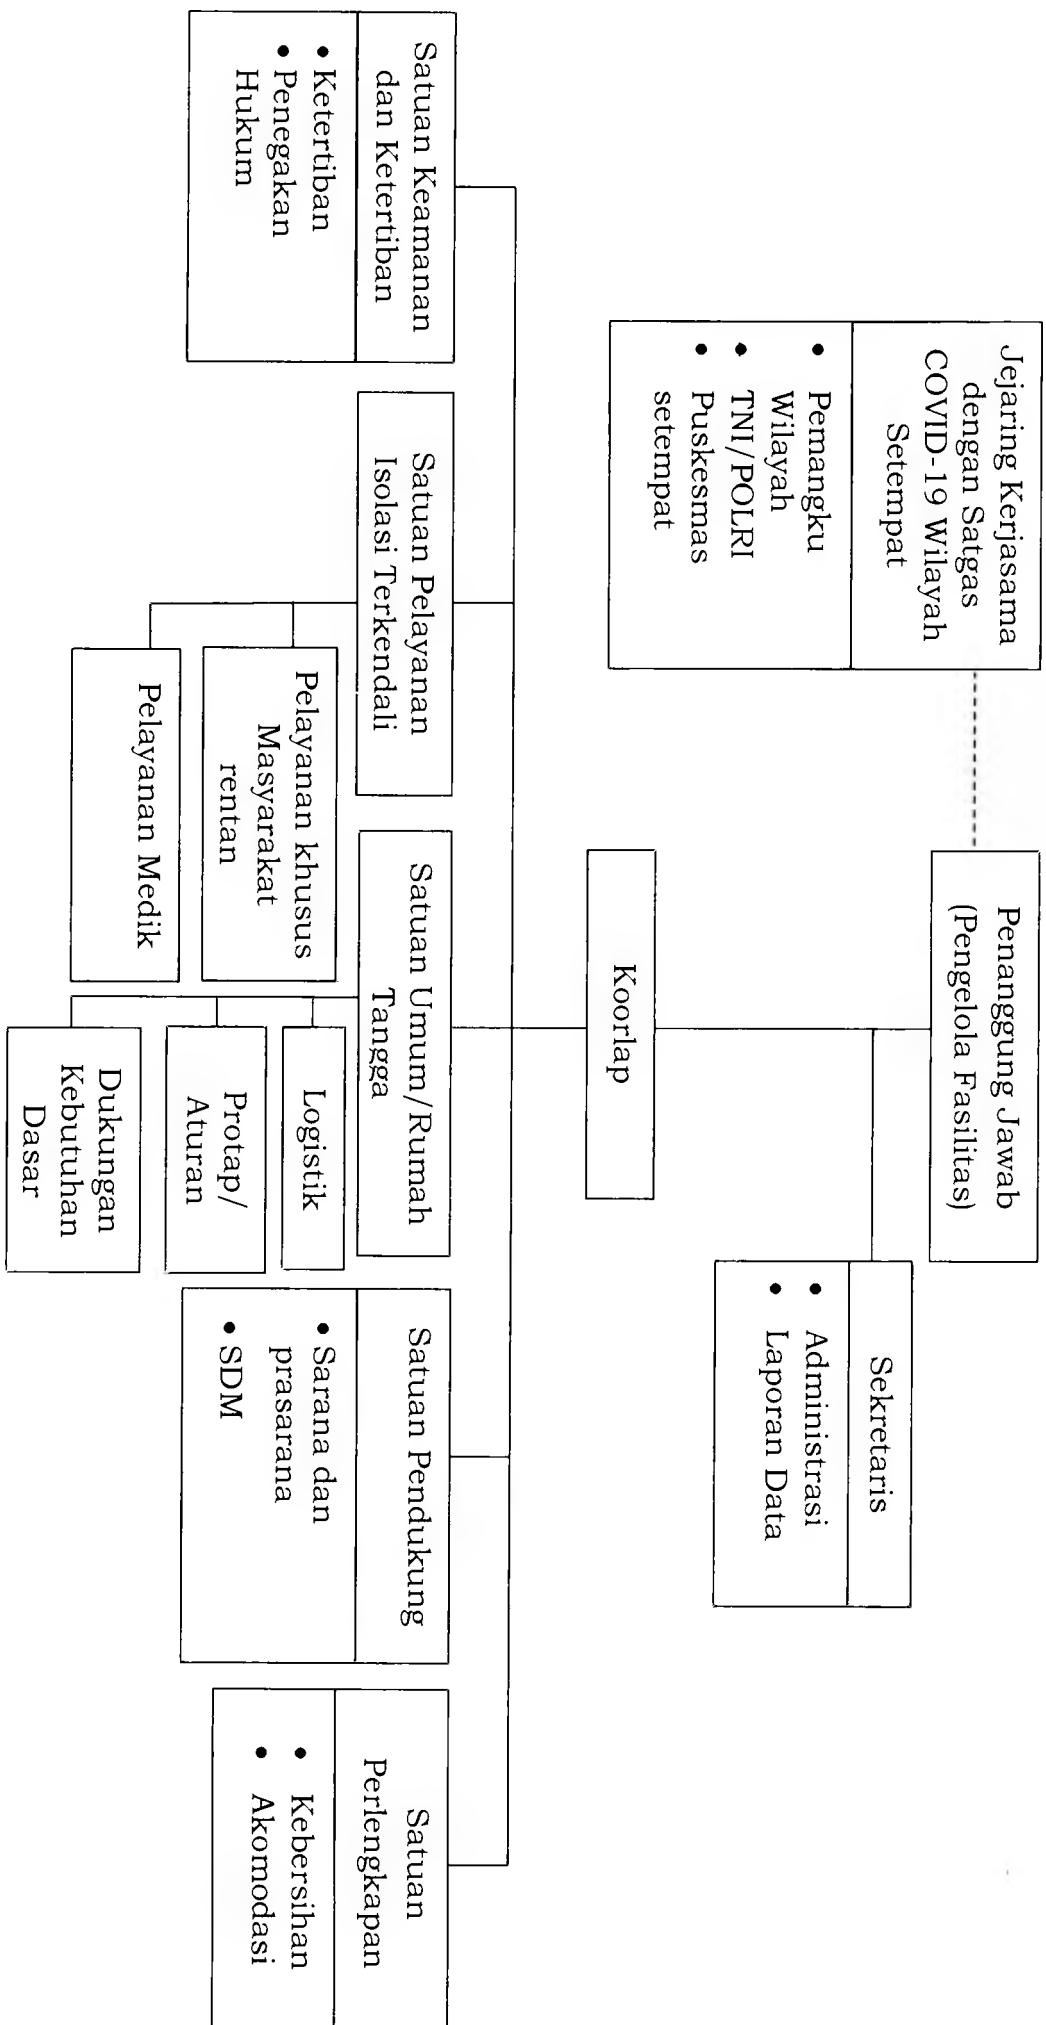 Penanggung Jawab
(Pengelola Fasilitas)
Jejaring Kerjasama
dengan Satgas
COVID-19 Wilayah
Setempat
• Pemangku
Wilayah
• TNI/POLRI
• Puskesmas
setempat
Sekretaris
• Administrasi
• Laporan Data
Koorlap
Satuan Keamanan
dan Ketertiban
• Ketertiban
• Penegakan
Hukum
Satuan Pelayanan
Isolasi Terkendali
Pelayanan khusus
Masyarakat
rentan
Pelayanan Medik
Satuan Umum/Rumah
Tangga
Logistik
Protap/
Aturan
Dukungan
Kebutuhan
Dasar
Satuan Pendukung
• Sarana dan
prasarana
• SDM
Satuan
Perlengkapan
• Kebersihan
• Akomodasi